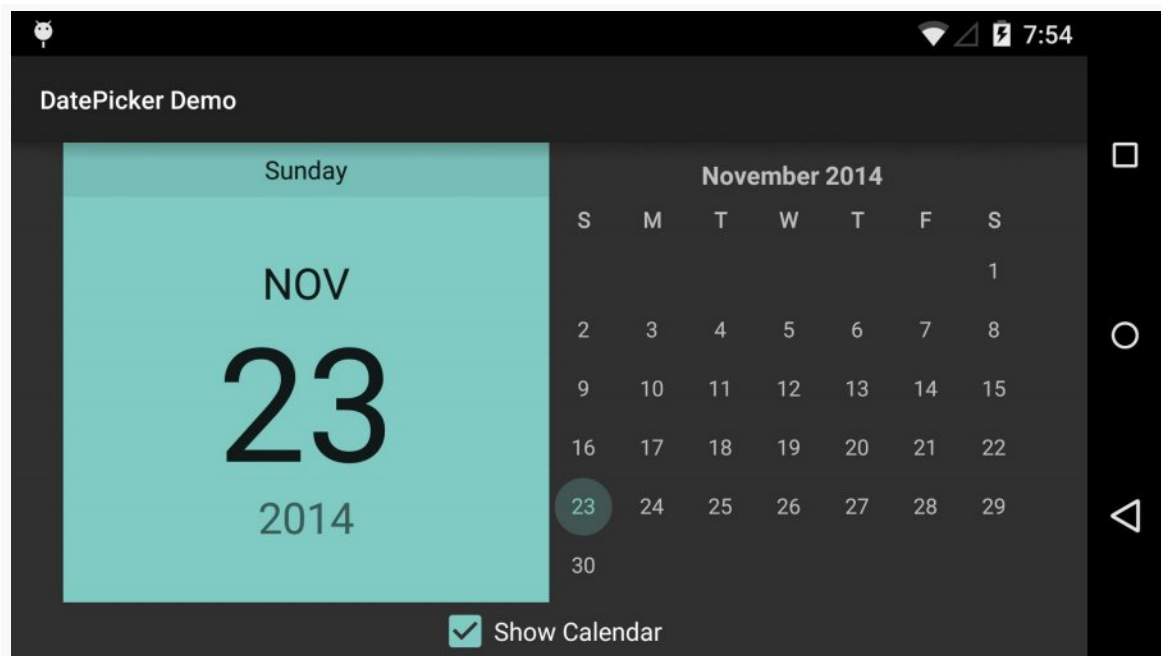 7:54
DatePicker Demo
Sunday
NOV
23
2014
November 2014
S M T W T F S
1
2 3 4 5 6 7 8
9 10 11 12 13 14 15
16 17 18 19 20 21 22
23 24 25 26 27 28 29
30
Show Calendar